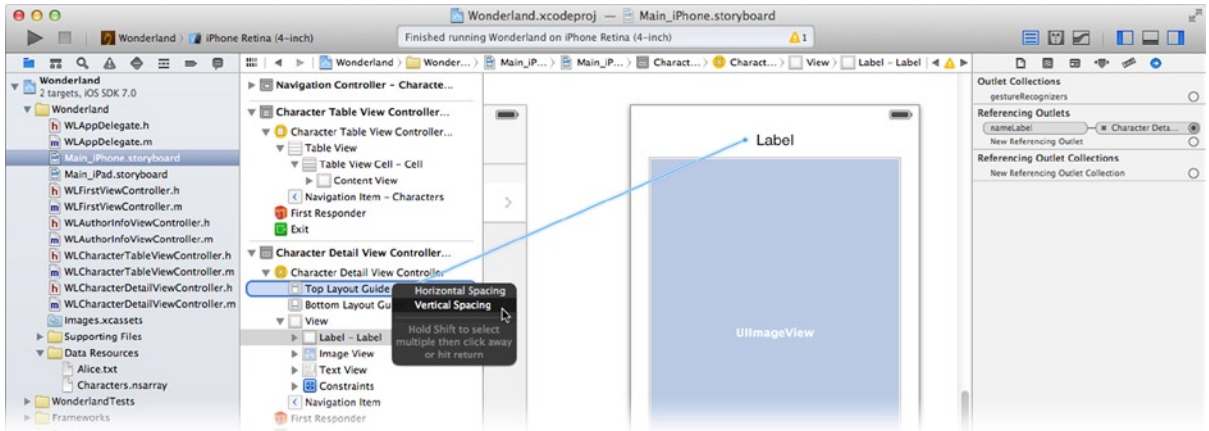 Wonderland.xcodeproj — Main_iPhone.storyboard
Wonderland
iPhone Retina (4-inch)
Finished running Wonderland on iPhone Retina (4-inch)
1
Wonderland
Wonder...
Main_iP...
Main_iP...
Charact...
Charact...
View
Label - Label
Wonderland
2 targets, iOS SDK 7.0
Wonderland
h WLAppDelegate.h
m WLAppDelegate.m
Main_iPhone.storyboard
Main_iPad.storyboard
h WLFirstViewController.h
m WLFirstViewController.m
h WLAuthorInfoViewController.h
m WLAuthorInfoViewController.m
h WLCharacterTableViewController.h
m WLCharacterTableViewController.m
h WLCharacterDetailViewController.h
m WLCharacterDetailViewController.m
Images.xcassets
Supporting Files
Data Resources
Alice.txt
Characters.nsarray
WonderlandTests
Frameworks
Navigation Controller - Characte...
Character Table View Controller...
Character Table View Controller...
Table View
Table View Cell - Cell
Content View
Navigation Item - Characters
First Responder
Exit
Character Detail View Controller...
Character Detail View Controlle
Top Layout Guide
Bottom Layout Gu
View
Label - Label
Image View
Text View
Constraints
Navigation Item
First Responder
Horizontal Spacing
Vertical Spacing
Hold Shift to select
multiple then click away
or hit return
Label
UIImageView
Outlet Collections
gestureRecognizers
Referencing Outlets
nameLabel
Character Deta...
New Referencing Outlet
Referencing Outlet Collections
New Referencing Outlet Collection